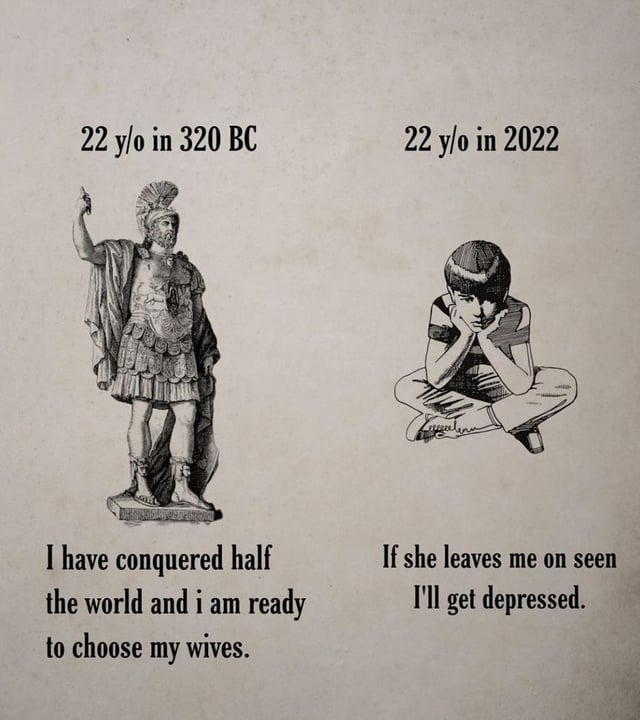 22 y/o in 320 BC
22 y/o in 2022
I have conquered half
the world and i am ready
to choose my wives.
If she leaves me on seen
I'll get depressed.